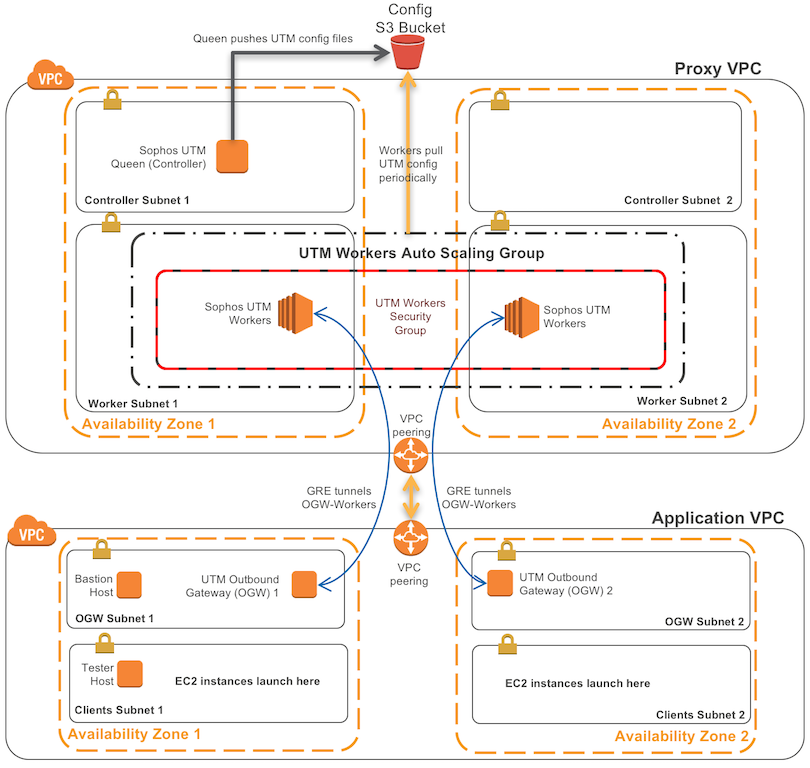 Config
S3 Bucket
Queen pushes UTM config files
VPC
Proxy VPC
Sophos UTM
Queen (Controller)
Workers pull
UTM config
periodically
Controller Subnet 1
Controller Subnet 2
UTM Workers Auto Scaling Group
Sophos UTM
Workers
UTM Workers
Security
Group
Sophos UTM
Workers
Worker Subnet 1
Worker Subnet 2
Availability Zone 1
Availability Zone 2
VPC
peering
GRE tunnels
OGW-Workers
GRE tunnels
OGW-Workers
VPC
Application VPC
VPC
peering
Bastion
Host
UTM Outbound
Gateway (OGW) 1
UTM Outbound
Gateway (OGW) 2
OGW Subnet 1
OGW Subnet 2
Tester
Host
EC2 instances launch here
EC2 instances launch here
Clients Subnet 1
Clients Subnet 2
Availability Zone 1
Availability Zone 2